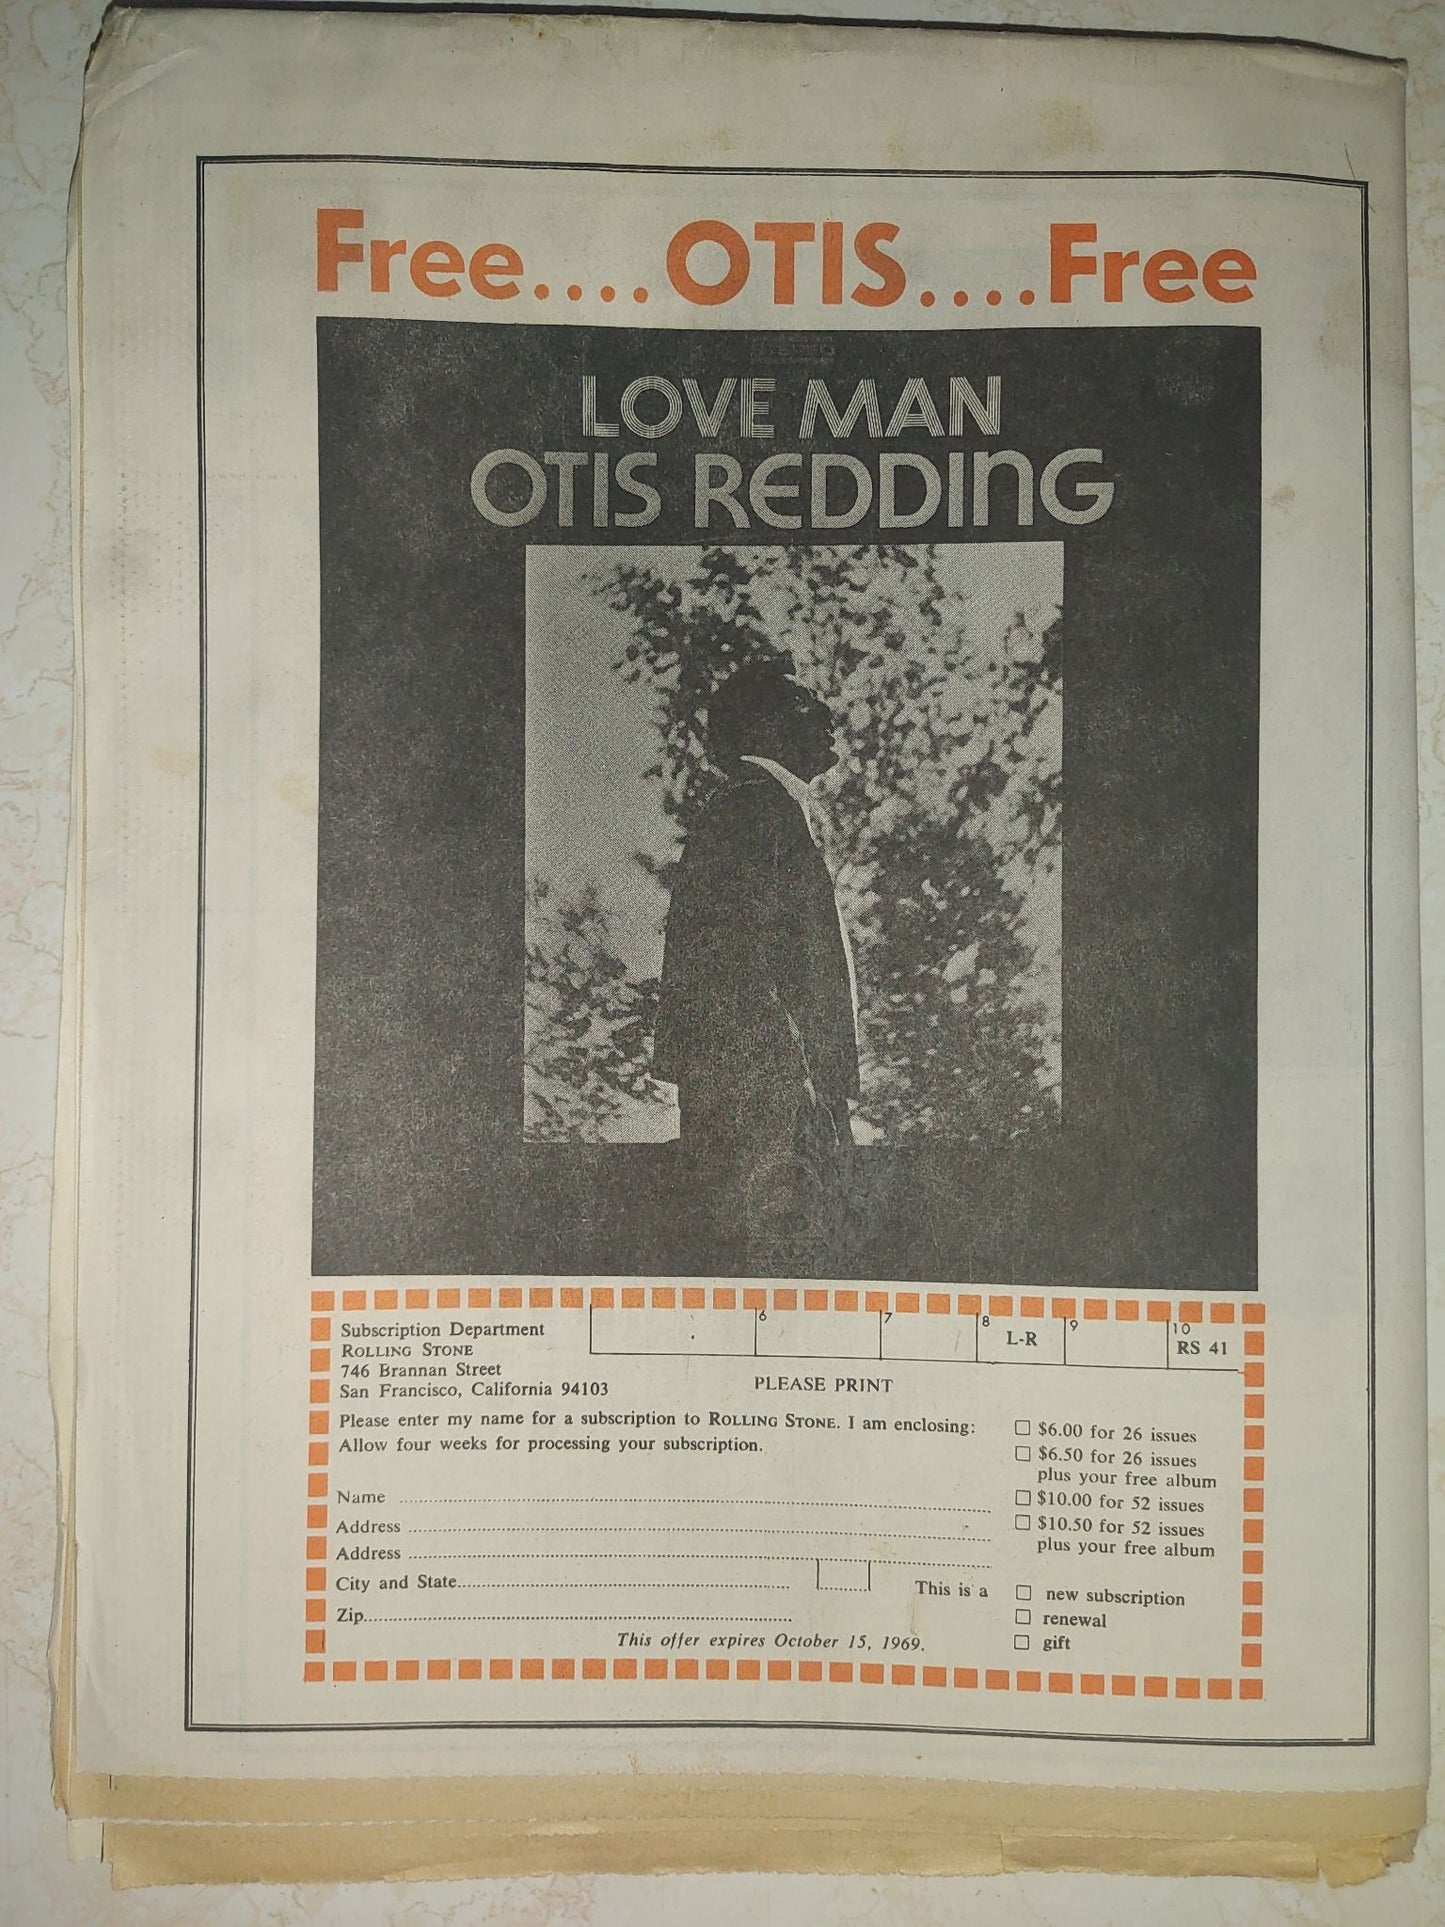 Free....OTIS....Free
LOVE MAN
OTIS REDDING
6 7 8 L-R 9 10 RS 41
Subscription Department
ROLLING STONE
746 Brannan Street
San Francisco, California 94103
PLEASE PRINT
Please enter my name for a subscription to ROLLING STONE. I am enclosing:
Allow four weeks for processing your subscription.
$6.00 for 26 issues
$6.50 for 26 issues
plus your free album
$10.00 for 52 issues
$10.50 for 52 issues
plus your free album
Name
Address
Address
City and State
Zip
This is a
new subscription
renewal
gift
This offer expires October 15, 1969.